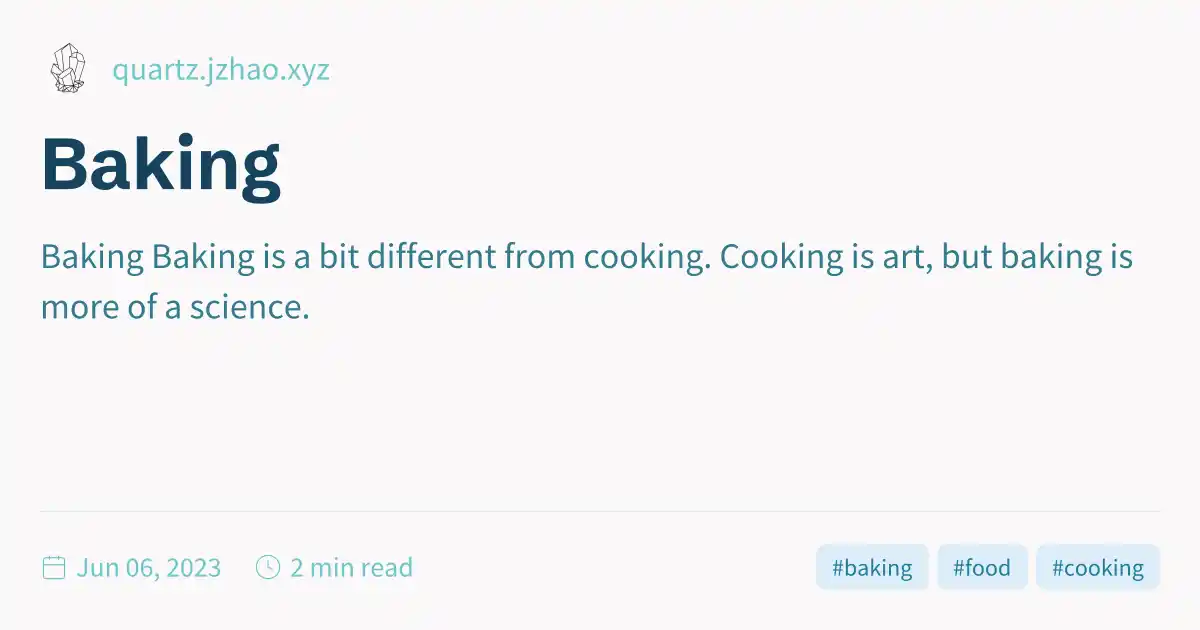 quartz.jzhao.xyz
Baking
Baking Baking is a bit different from cooking. Cooking is art, but baking is
more of a science.
Jun 06, 2023 2 min read #baking #food #cooking